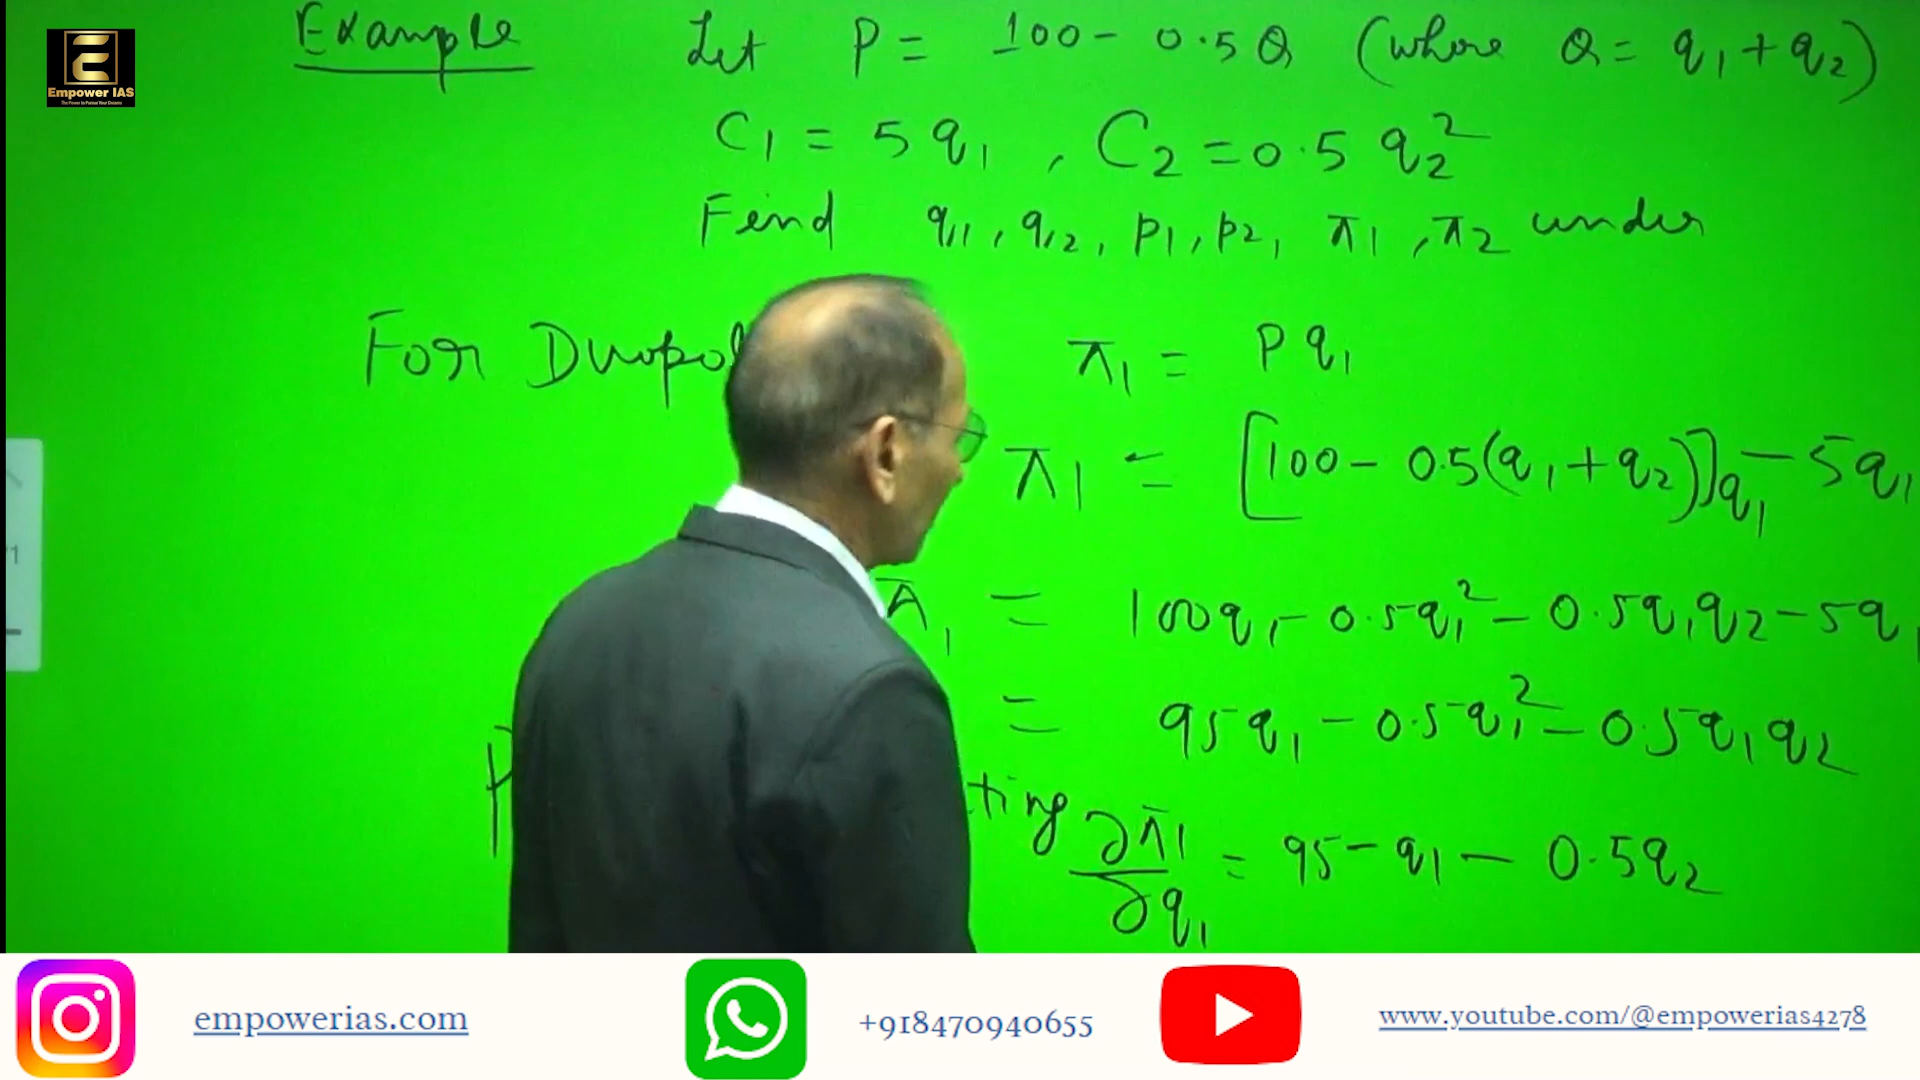 Example Let P = 100 - 0.5Q (where Q = q₁ + q₂)
C₁ = 5q₁ , C₂ = 0.5 q₂²
Find q₁, q₂, p₁, p₂, π₁, π₂ under
For π₁ = Pq₁
π₁ = [100 - 0.5(q₁ + q₂)]q₁ - 5q₁
π₁ = 100q₁ - 0.5q₁² - 0.5q₁q₂ - 5q₁
= 95q₁ - 0.5q₁² - 0.5q₁q₂
∂π₁/∂q₁ = 95 - q₁ - 0.5q₂
Empower IAS
empowerias.com
+918470940655
www.youtube.com/@empowerias4278